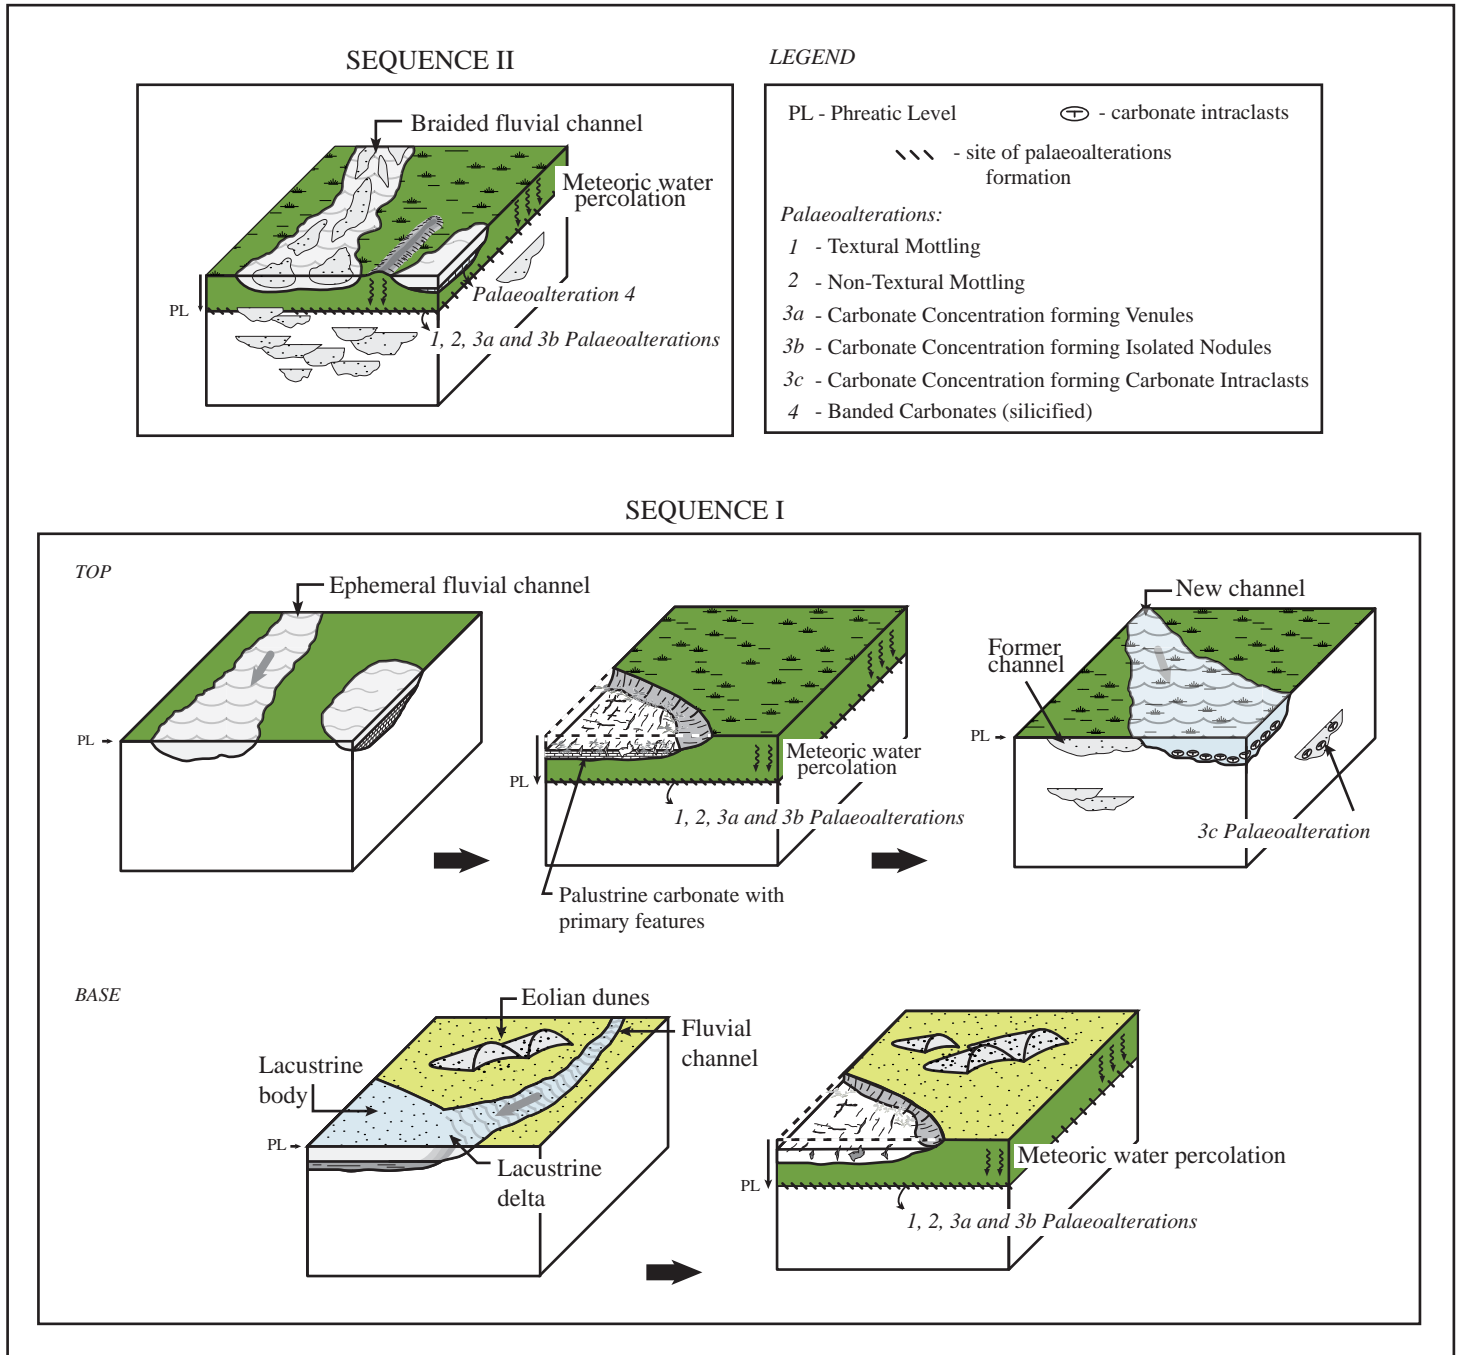 SEQUENCE II
Braided fluvial channel
Meteoric water
percolation
Palaeoalteration 4
PL
1, 2, 3a and 3b Palaeoalterations
LEGEND
PL - Phreatic Level
- carbonate intraclasts
- site of palaeoalterations
formation
Palaeoalterations:
1 - Textural Mottling
2 - Non-Textural Mottling
3a - Carbonate Concentration forming Venules
3b - Carbonate Concentration forming Isolated Nodules
3c - Carbonate Concentration forming Carbonate Intraclasts
4 - Banded Carbonates (silicified)
SEQUENCE I
TOP
Ephemeral fluvial channel
PL
Meteoric water
percolation
PL
1, 2, 3a and 3b Palaeoalterations
Palustrine carbonate with
primary features
New channel
Former
channel
PL
3c Palaeoalteration
BASE
Eolian dunes
Fluvial
channel
Lacustrine
body
PL
Lacustrine
delta
Meteoric water percolation
PL
1, 2, 3a and 3b Palaeoalterations